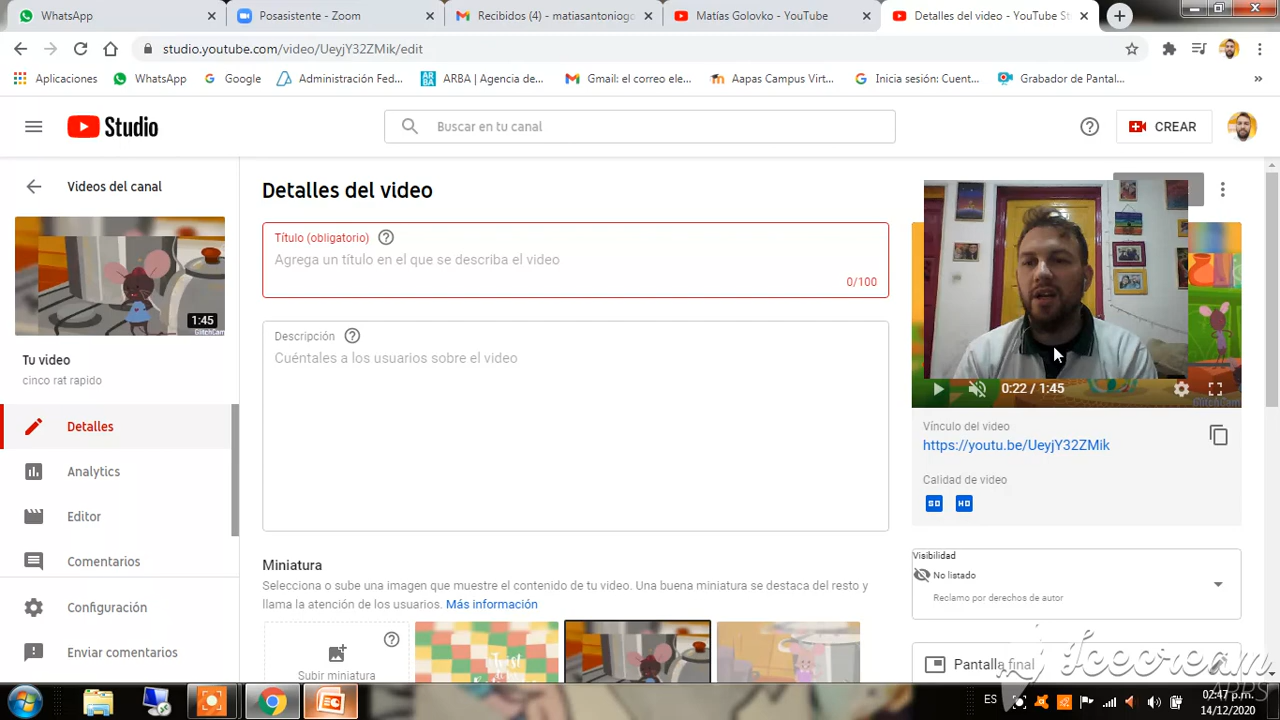 WhatsApp
Posasistente - Zoom
Matías Golovko - YouTube
Detalles del video - YouTube St
studio.youtube.com/video/UeyjY32ZMik/edit
Aplicaciones
WhatsApp
Google
Administración Fed...
ARBA | Agencia de...
Gmail: el correo ele...
Aapas Campus Virt...
Inicia sesión: Cuent...
Grabador de Pantal...
»
Studio
Buscar en tu canal
CREAR
Videos del canal
1:45
GlitchCam
Tu video
cinco rat rapido
Detalles
Analytics
Editor
Comentarios
Configuración
Enviar comentarios
Detalles del video
Título (obligatorio)
Agrega un título en el que se describa el video
0/100
Descripción
Cuéntales a los usuarios sobre el video
Miniatura
Selecciona o sube una imagen que muestre el contenido de tu video. Una buena miniatura se destaca del resto y
llama la atención de los usuarios. Más información
Subir miniatura
0:22 / 1:45
GlitchCam
Vínculo del video
https://youtu.be/UeyjY32ZMik
Calidad de video
SD HD
Visibilidad
No listado
Reclamo por derechos de autor
Pantalla final
Icecream
APPS
ES
02:47 p.m.
14/12/2020